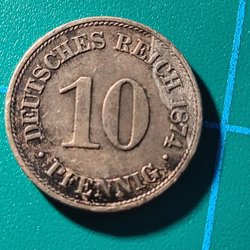 DEUTSCHES REICH 1874
10
· PFENNIG ·